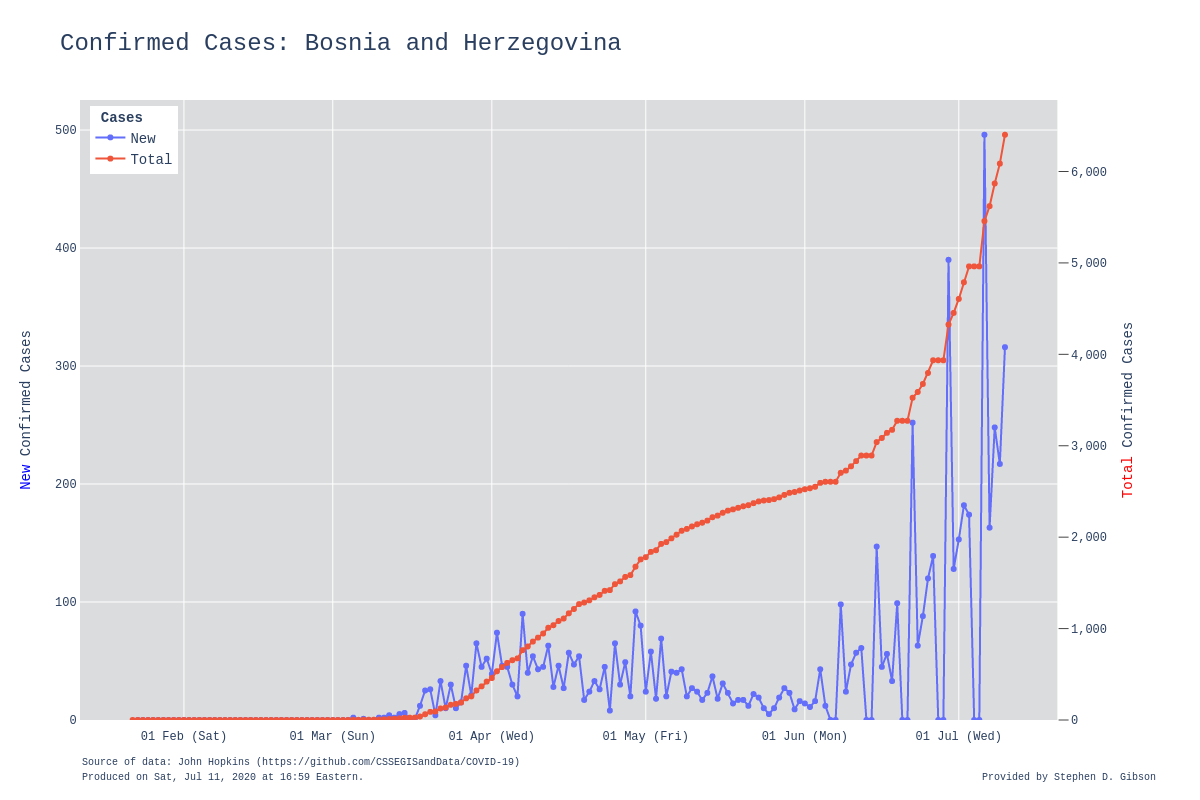 Confirmed Cases: Bosnia and Herzegovina
Cases
New
Total
500
400
300
200
100
0
New Confirmed Cases
6,000
5,000
4,000
3,000
2,000
1,000
0
Total Confirmed Cases
01 Feb (Sat)
01 Mar (Sun)
01 Apr (Wed)
01 May (Fri)
01 Jun (Mon)
01 Jul (Wed)
Source of data: John Hopkins (https://github.com/CSSEGISandData/COVID-19)
Produced on Sat, Jul 11, 2020 at 16:59 Eastern.
Provided by Stephen D. Gibson